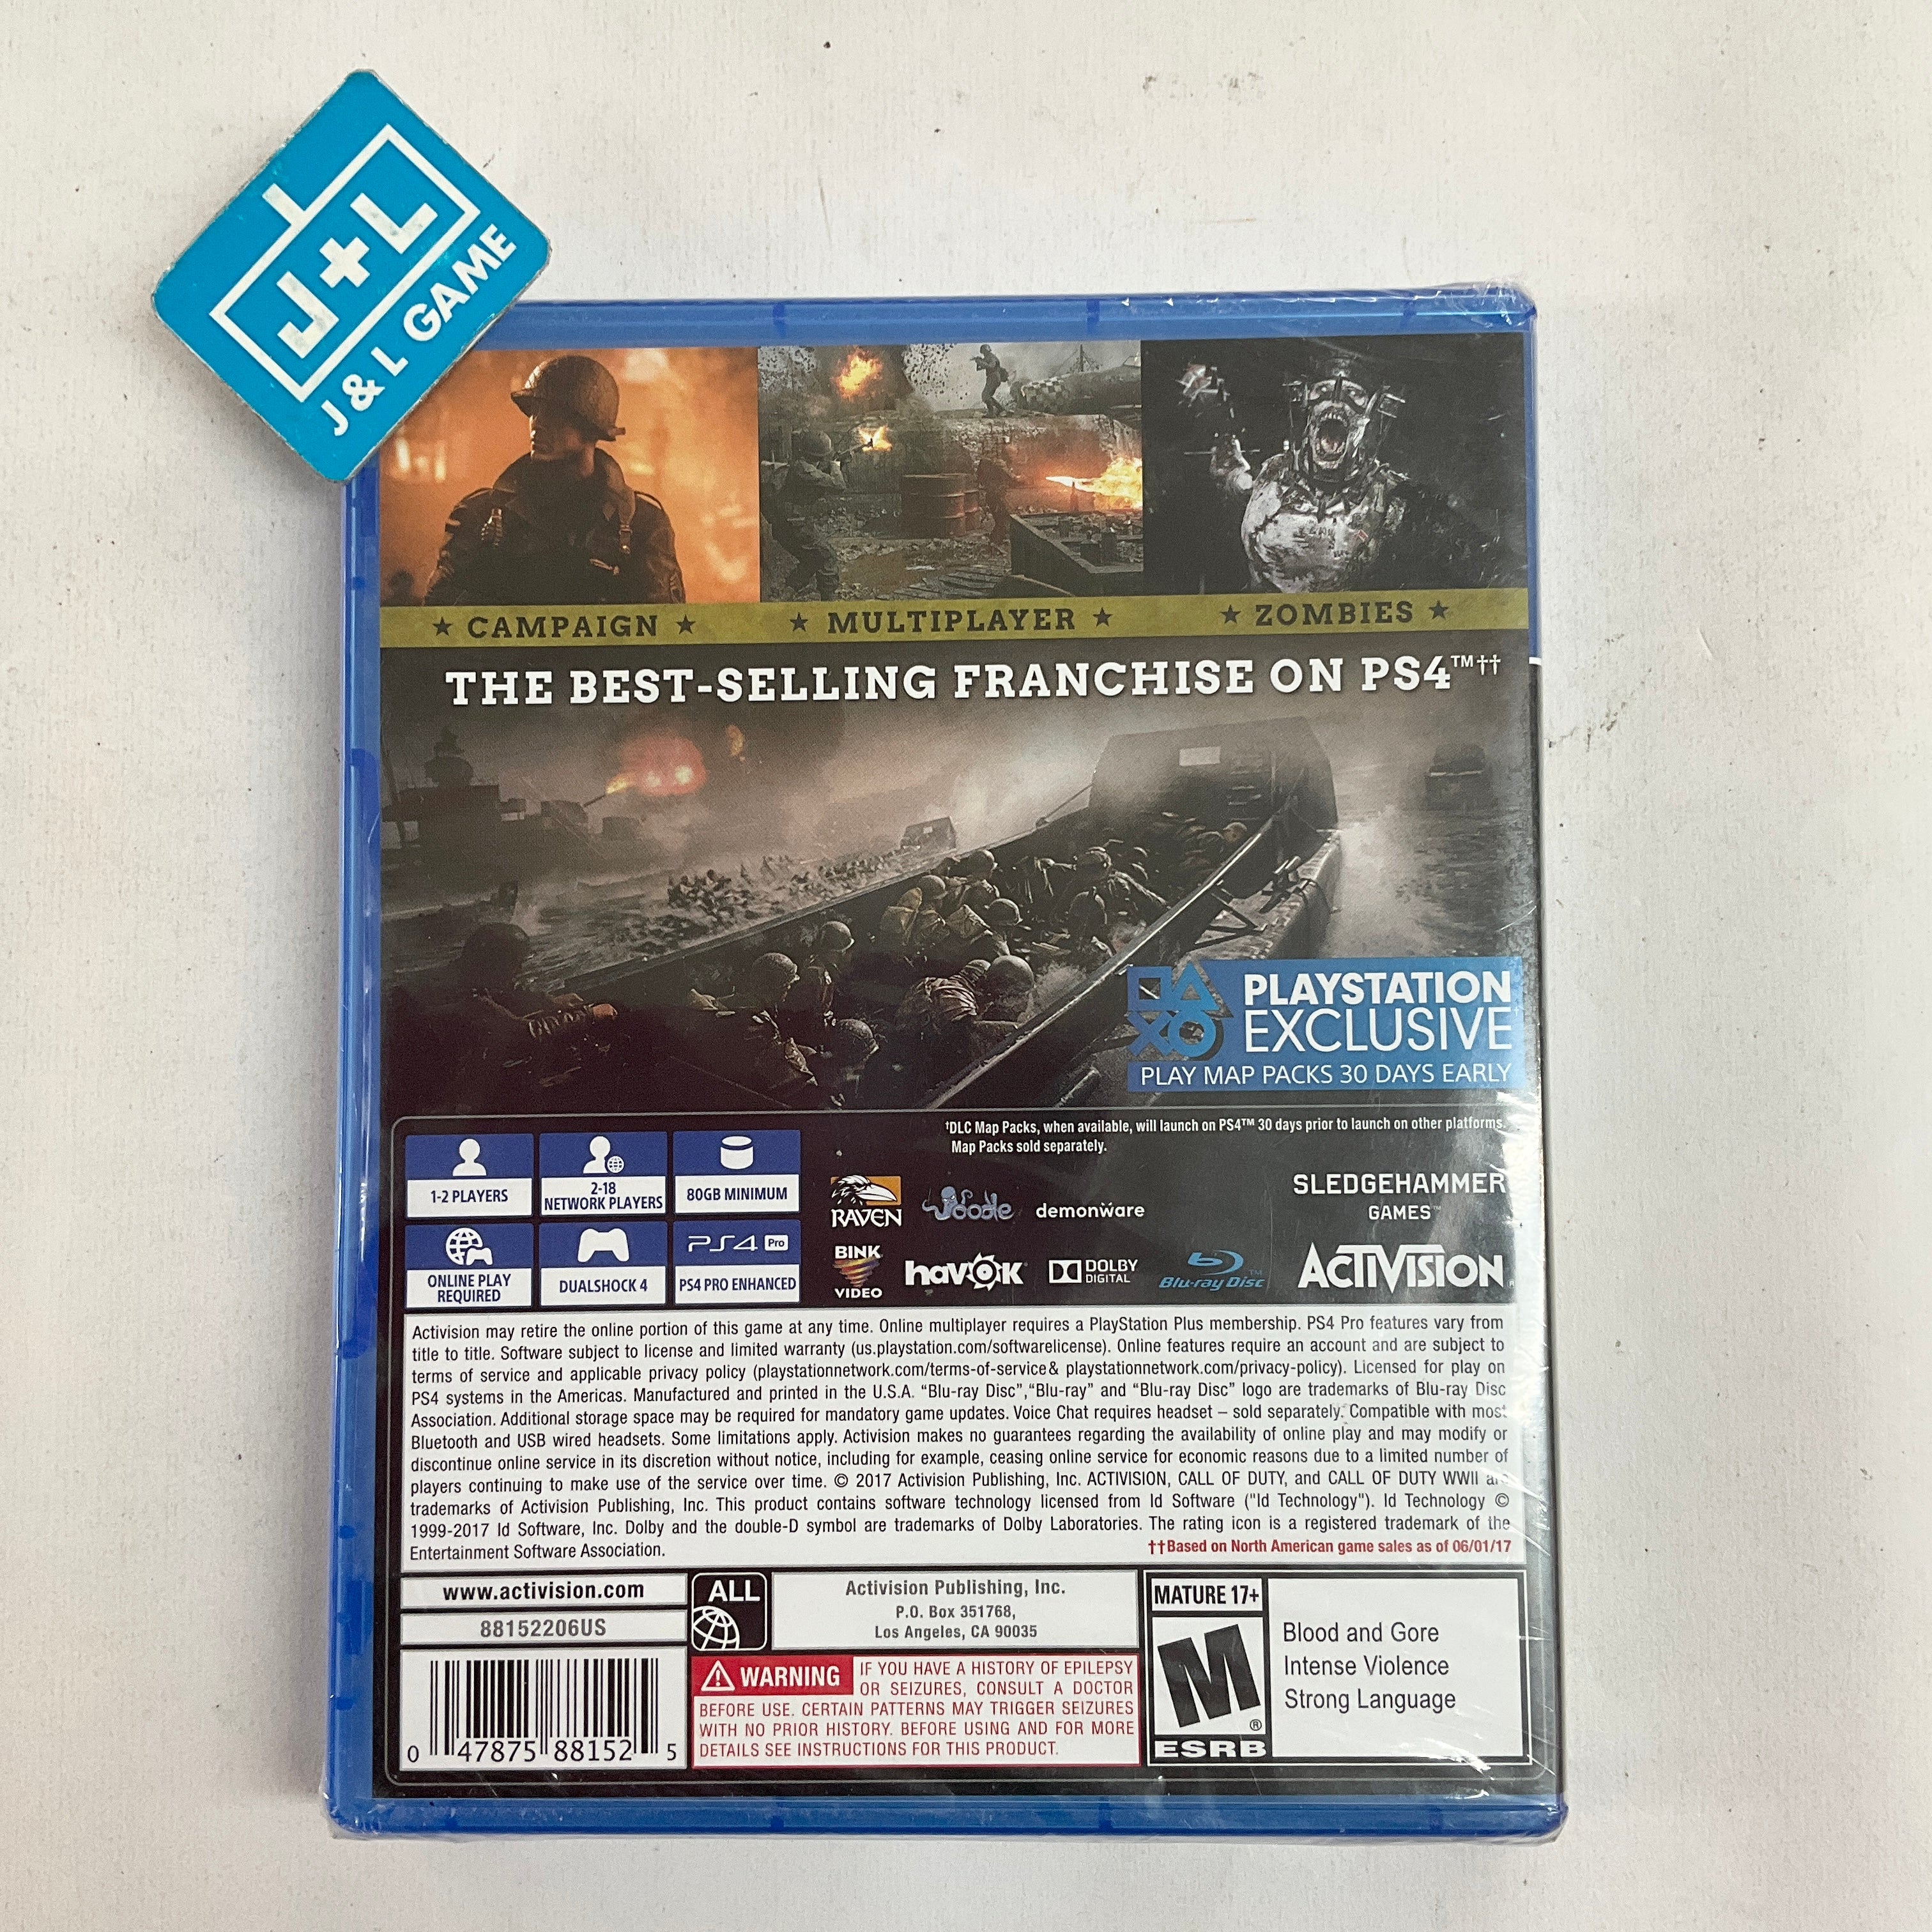 J+L
J & L GAME
★ CAMPAIGN ★
★ MULTIPLAYER ★
★ ZOMBIES ★
THE BEST-SELLING FRANCHISE ON PS4™††
PLAYSTATION
EXCLUSIVE
PLAY MAP PACKS 30 DAYS EARLY
†DLC Map Packs, when available, will launch on PS4™ 30 days prior to launch on other platforms.
Map Packs sold separately.
1-2 PLAYERS
2-18
NETWORK PLAYERS
80GB MINIMUM
ONLINE PLAY
REQUIRED
DUALSHOCK 4
PS4 Pro
PS4 PRO ENHANCED
RAVEN
Oodle
demonware
SLEDGEHAMMER
GAMES™
BINK
VIDEO
havok
DOLBY
DIGITAL
Blu-ray Disc™
ACTIVISION
Activision may retire the online portion of this game at any time. Online multiplayer requires a PlayStation Plus membership. PS4 Pro features vary from
title to title. Software subject to license and limited warranty (us.playstation.com/softwarelicense). Online features require an account and are subject to
terms of service and applicable privacy policy (playstationnetwork.com/terms-of-service & playstationnetwork.com/privacy-policy). Licensed for play on
PS4 systems in the Americas. Manufactured and printed in the U.S.A. “Blu-ray Disc”,“Blu-ray” and “Blu-ray Disc” logo are trademarks of Blu-ray Disc
Association. Additional storage space may be required for mandatory game updates. Voice Chat requires headset – sold separately. Compatible with most
Bluetooth and USB wired headsets. Some limitations apply. Activision makes no guarantees regarding the availability of online play and may modify or
discontinue online service in its discretion without notice, including for example, ceasing online service for economic reasons due to a limited number of
players continuing to make use of the service over time. © 2017 Activision Publishing, Inc. ACTIVISION, CALL OF DUTY, and CALL OF DUTY WWII are
trademarks of Activision Publishing, Inc. This product contains software technology licensed from Id Software ("Id Technology"). Id Technology ©
1999-2017 Id Software, Inc. Dolby and the double-D symbol are trademarks of Dolby Laboratories. The rating icon is a registered trademark of the
Entertainment Software Association.
††Based on North American game sales as of 06/01/17
www.activision.com
88152206US
0 47875 88152 5
ALL
Activision Publishing, Inc.
P.O. Box 351768,
Los Angeles, CA 90035
WARNING IF YOU HAVE A HISTORY OF EPILEPSY
OR SEIZURES, CONSULT A DOCTOR
BEFORE USE. CERTAIN PATTERNS MAY TRIGGER SEIZURES
WITH NO PRIOR HISTORY. BEFORE USING AND FOR MORE
DETAILS SEE INSTRUCTIONS FOR THIS PRODUCT.
MATURE 17+
M®
ESRB
Blood and Gore
Intense Violence
Strong Language